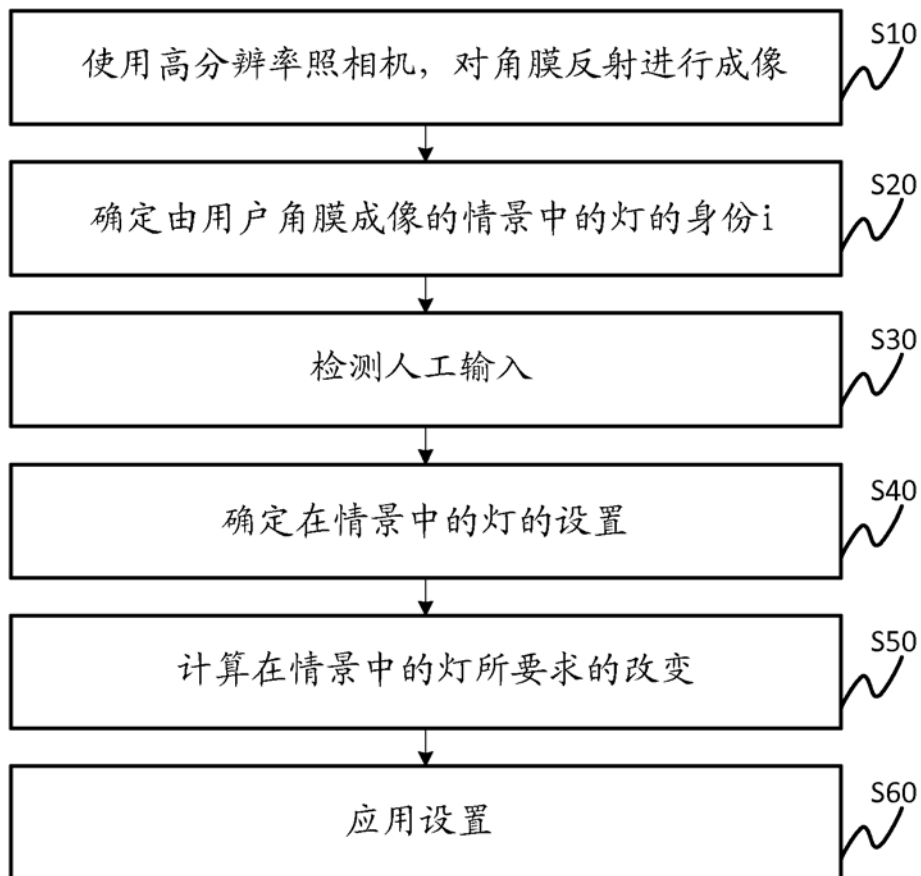 使用高分辨率照相机，对角膜反射进行成像
S10
确定由用户角膜成像的情景中的灯的身份i
S20
检测人工输入
S30
确定在情景中的灯的设置
S40
计算在情景中的灯所要求的改变
S50
应用设置
S60